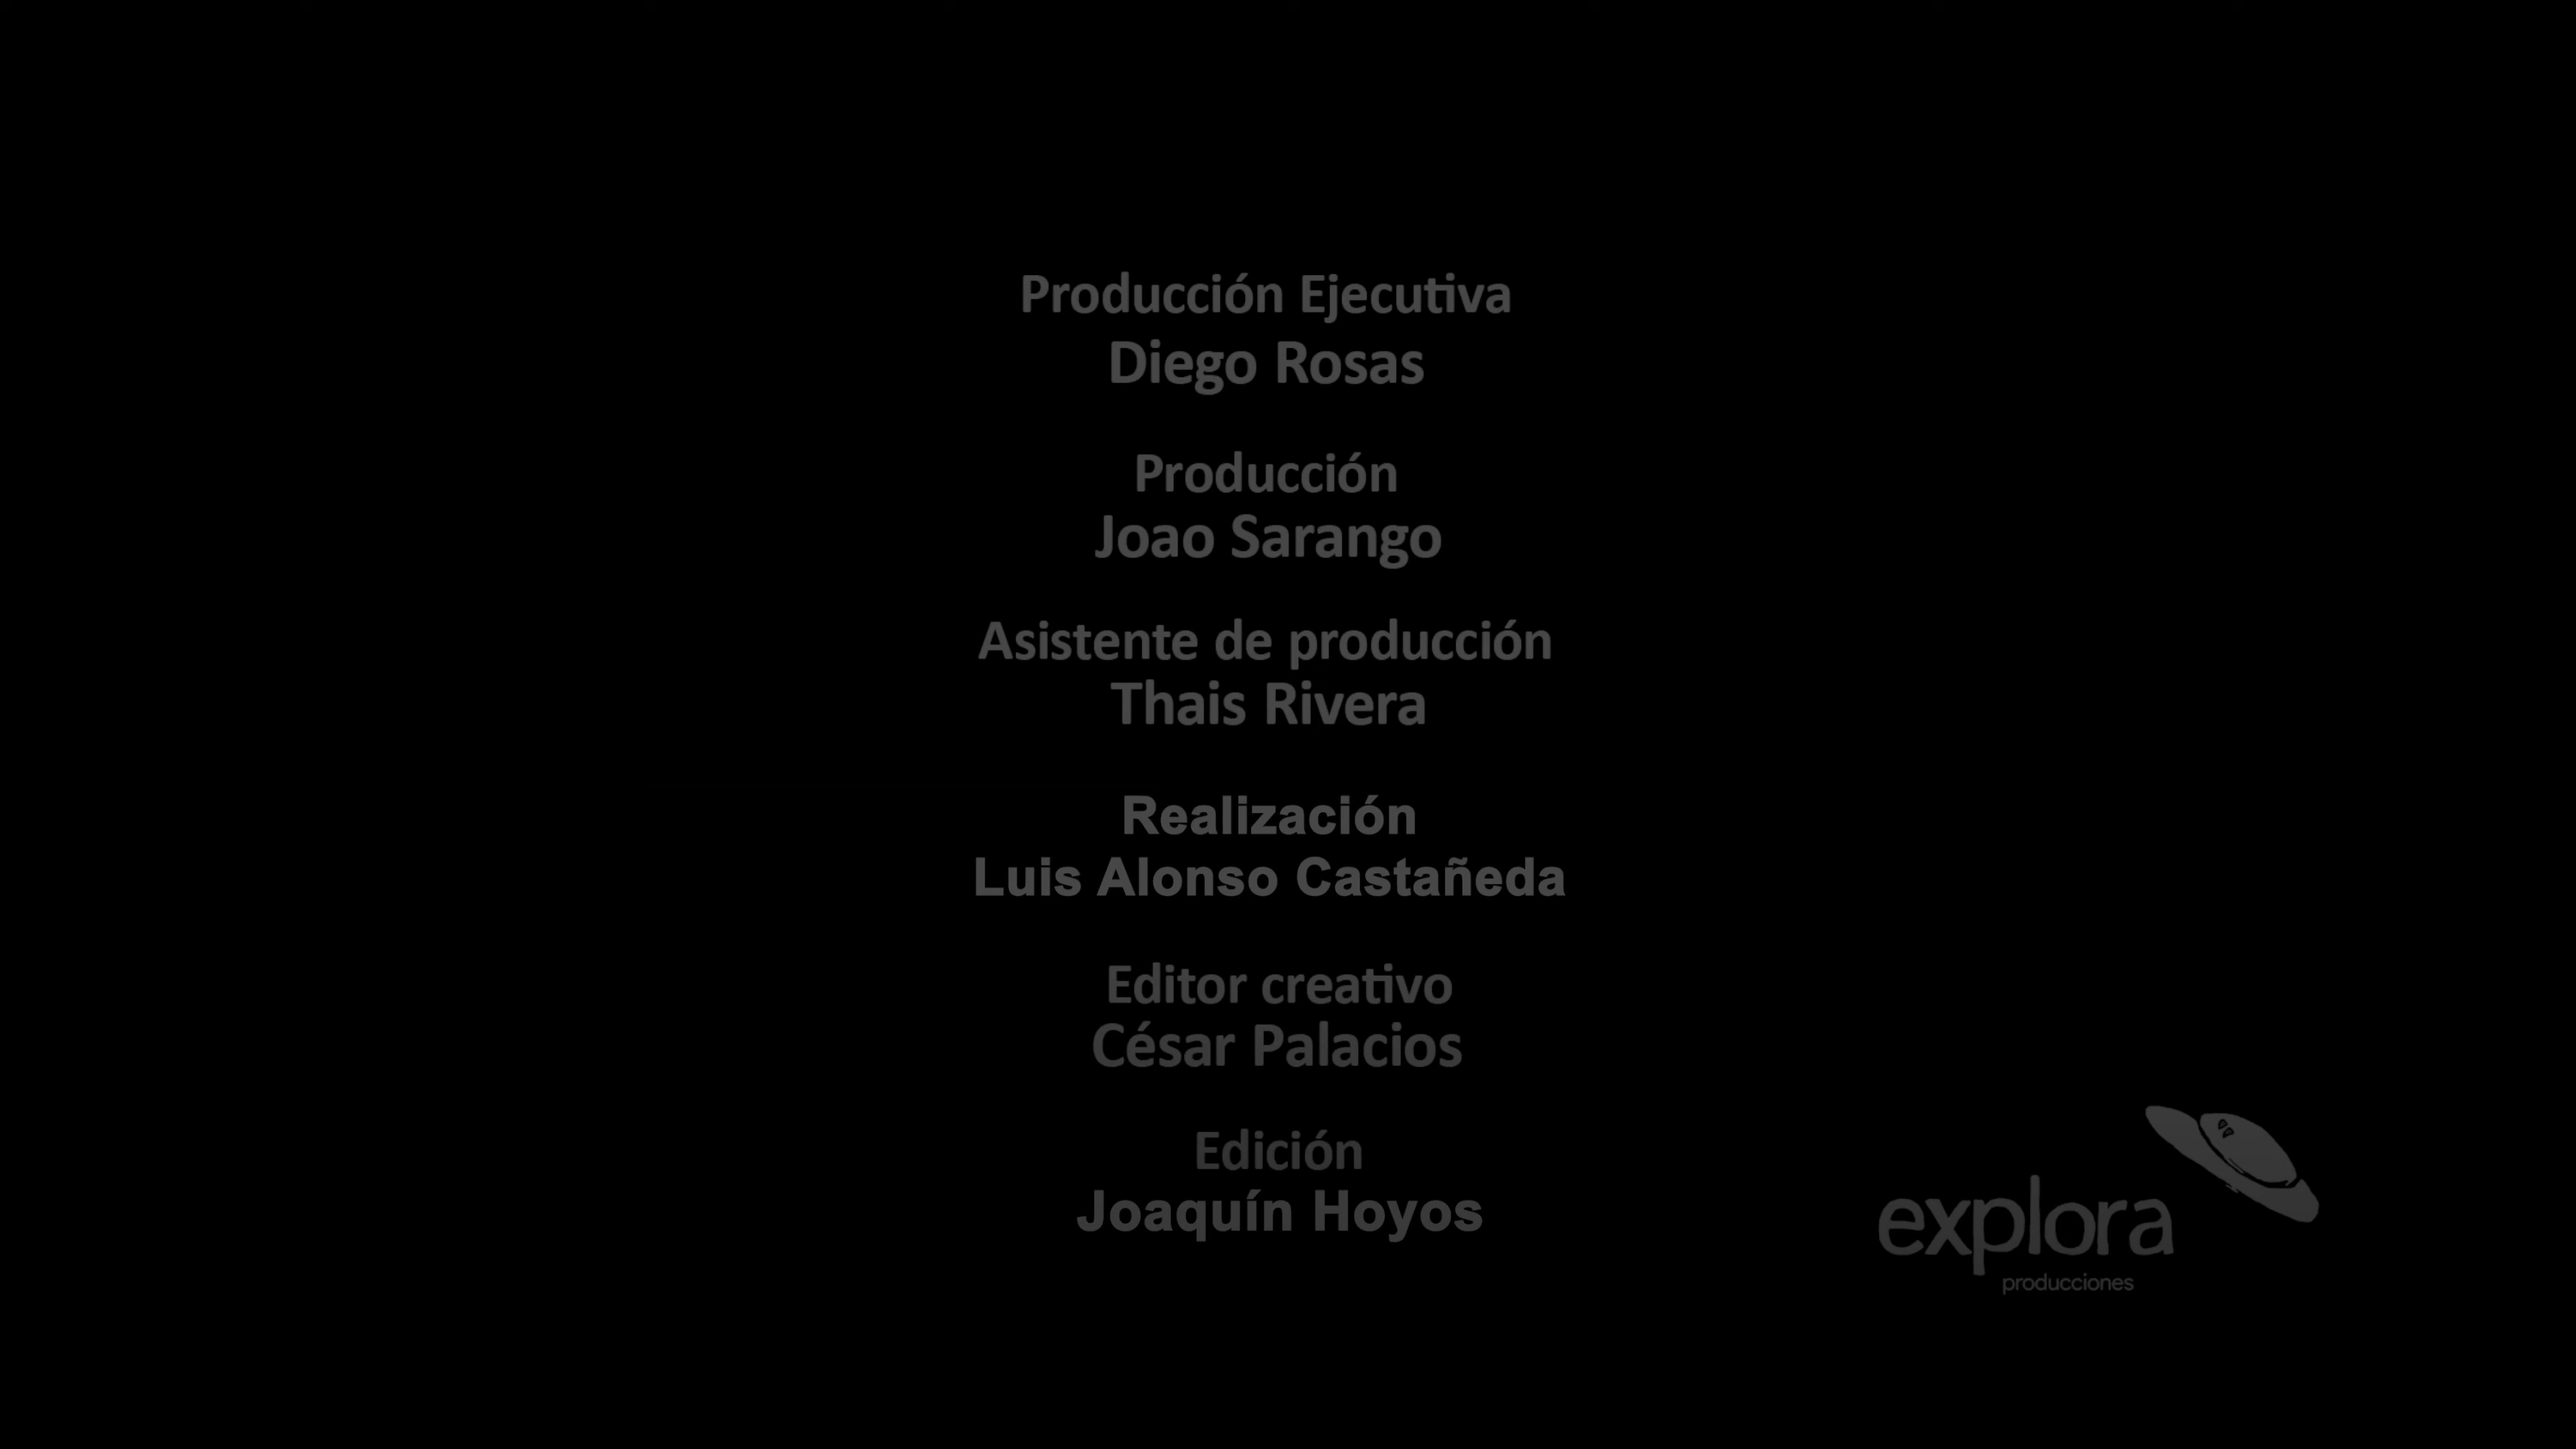 Producción Ejecutiva
Diego Rosas
Producción
Joao Sarango
Asistente de producción
Thais Rivera
Realización
Luis Alonso Castañeda
Editor creativo
César Palacios
Edición
Joaquín Hoyos
explora
producciones